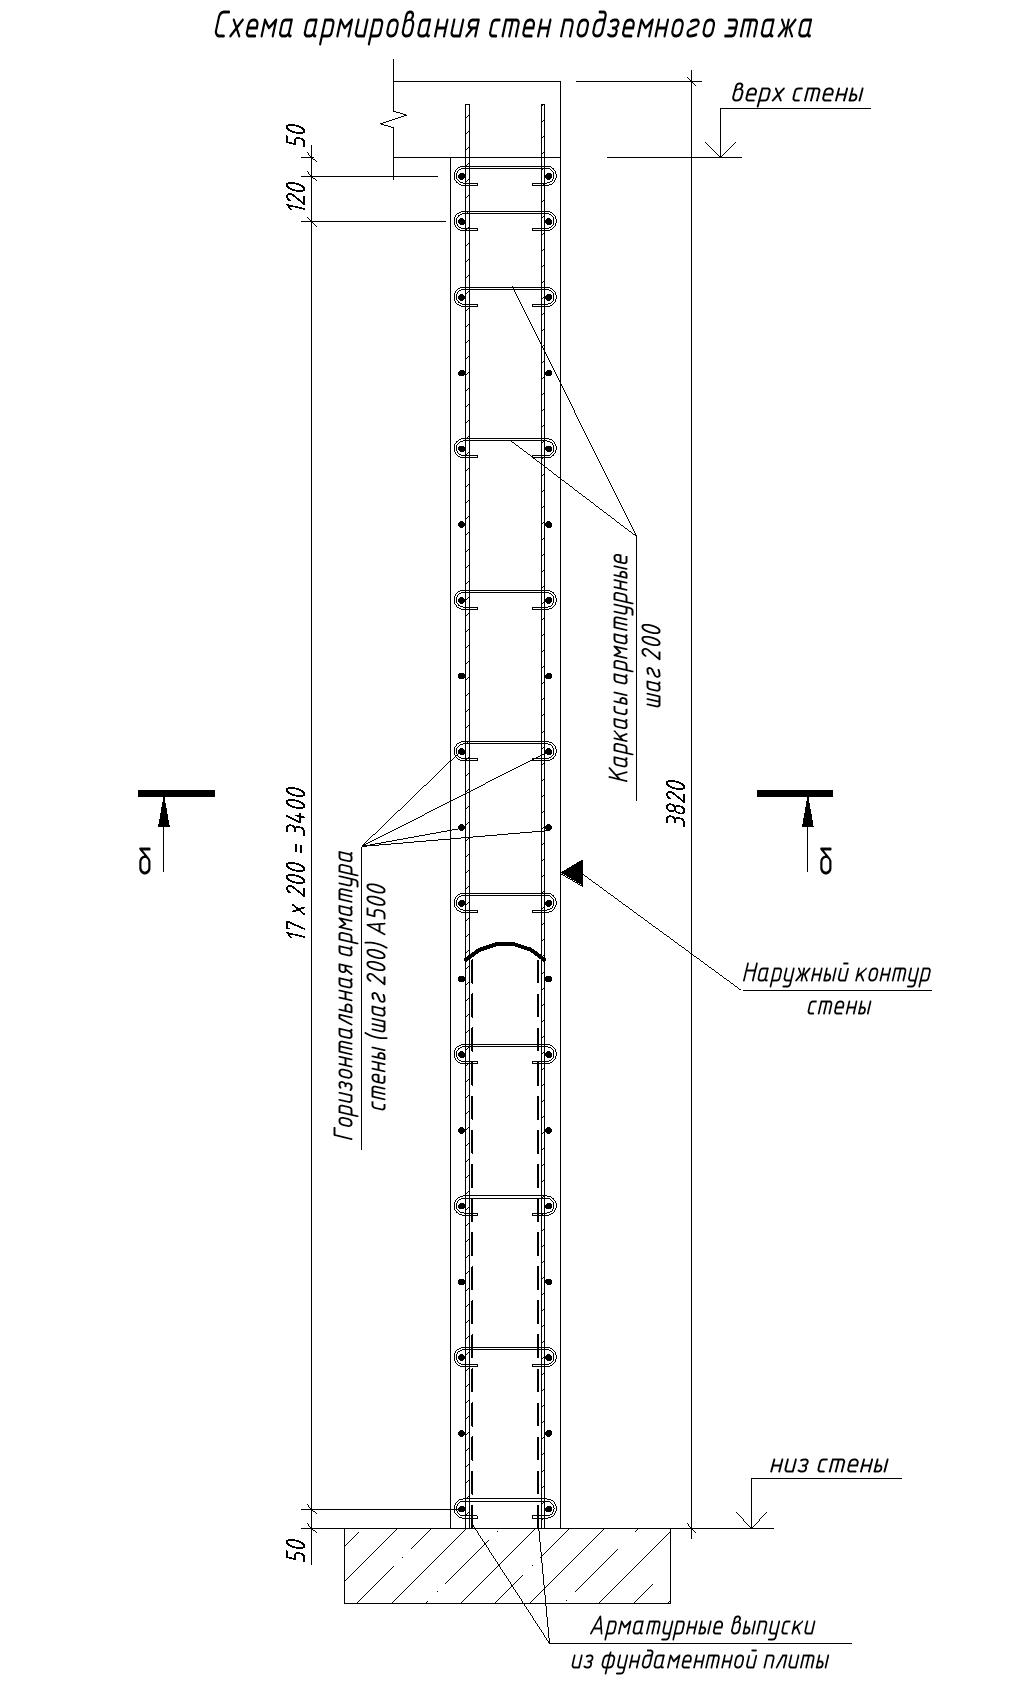 Схема армирования стен подземного этажа
верх стены
50
120
Каркасы арматурные
шаг 200
3820
17 x 200 = 3400
б
б
Горизонтальная арматура
стены (шаг 200) А500
Наружный контур
стены
низ стены
50
Арматурные выпуски
из фундаментной плиты